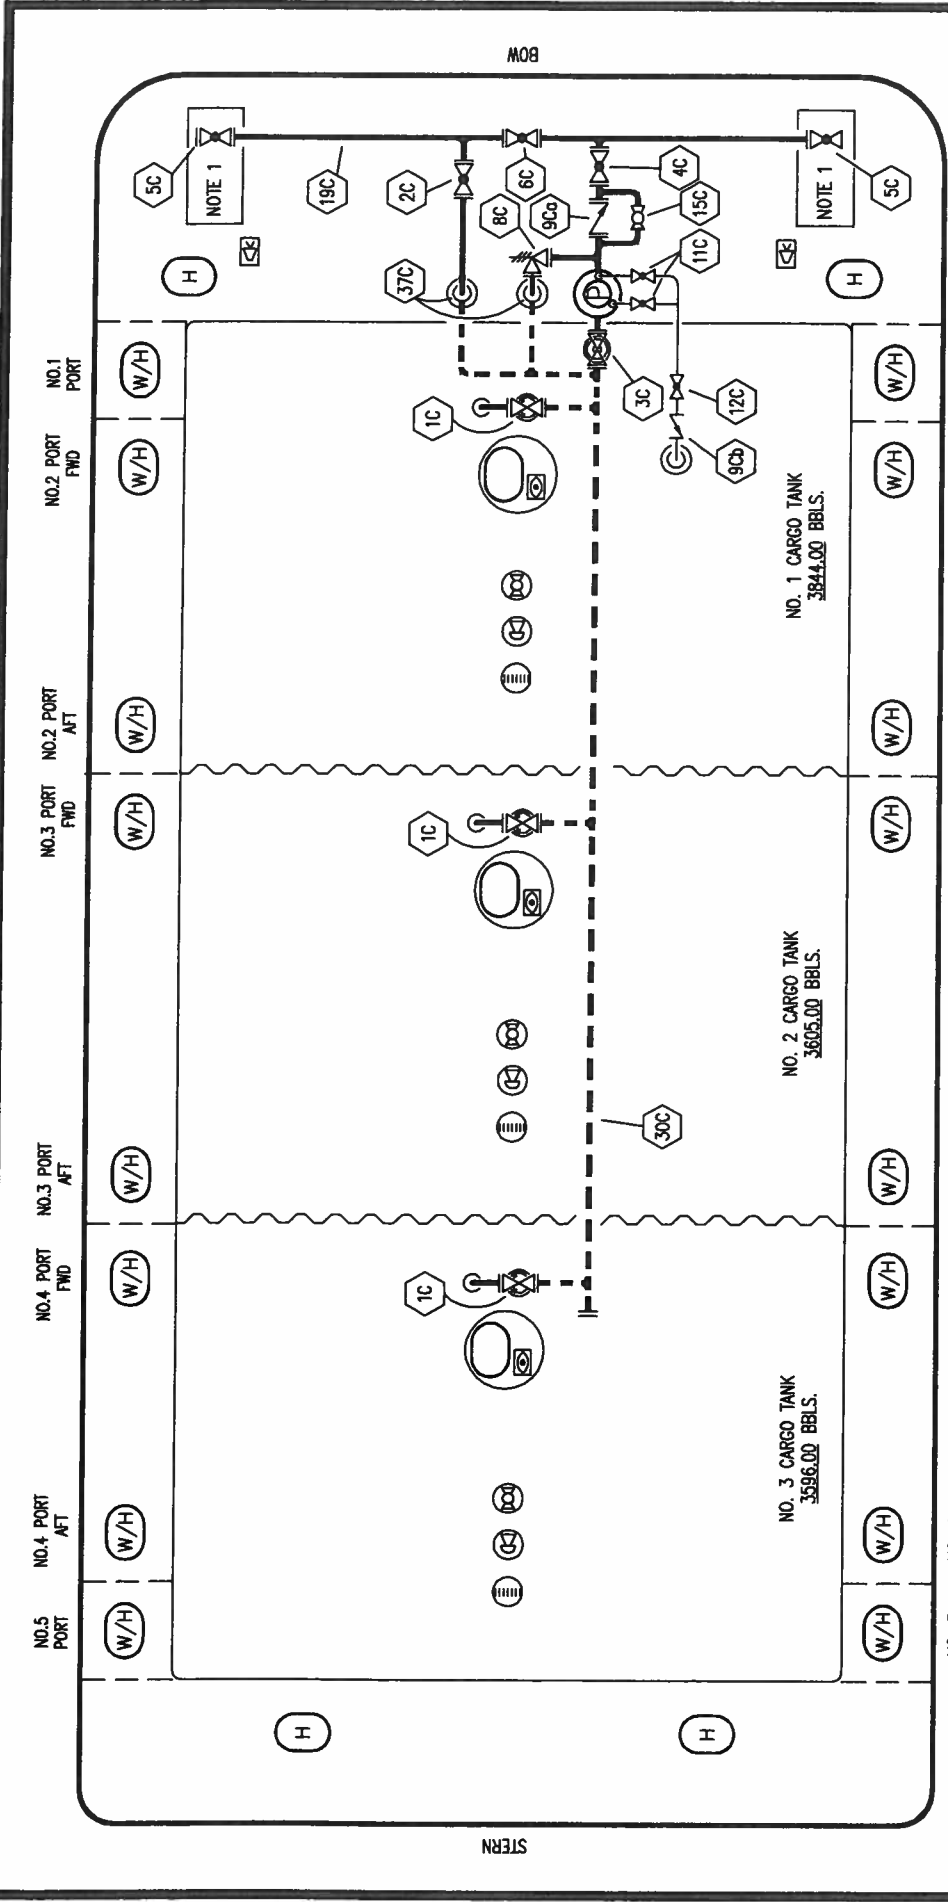 BOW
5C
NOTE 1
19C
2C
6C
4C
NOTE 1
5C
8C
9Ca
15C
37C
11C
H
H
P
NO.1
PORT
W/H
W/H
1C
3C
12C
9Cb
NO.2 PORT
FWD
W/H
W/H
NO. 1 CARGO TANK
3844.00 BBLS.
NO.2 PORT
AFT
W/H
W/H
NO.3 PORT
FWD
W/H
1C
W/H
NO. 2 CARGO TANK
3605.00 BBLS.
30C
NO.3 PORT
AFT
W/H
W/H
NO.4 PORT
FWD
W/H
1C
W/H
NO. 3 CARGO TANK
3596.00 BBLS.
NO.4 PORT
AFT
W/H
W/H
NO.5
PORT
W/H
W/H
H
H
STERN